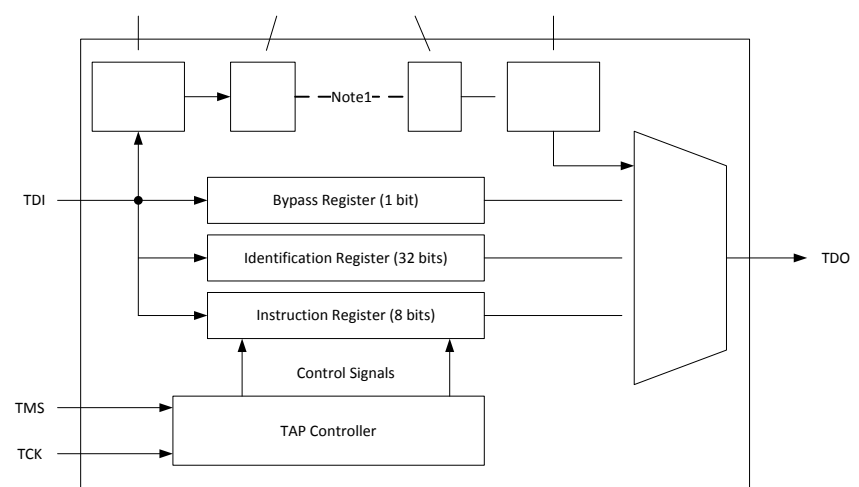 Note1
TDI
Bypass Register (1 bit)
Identification Register (32 bits)
TDO
Instruction Register (8 bits)
Control Signals
TMS
TAP Controller
TCK